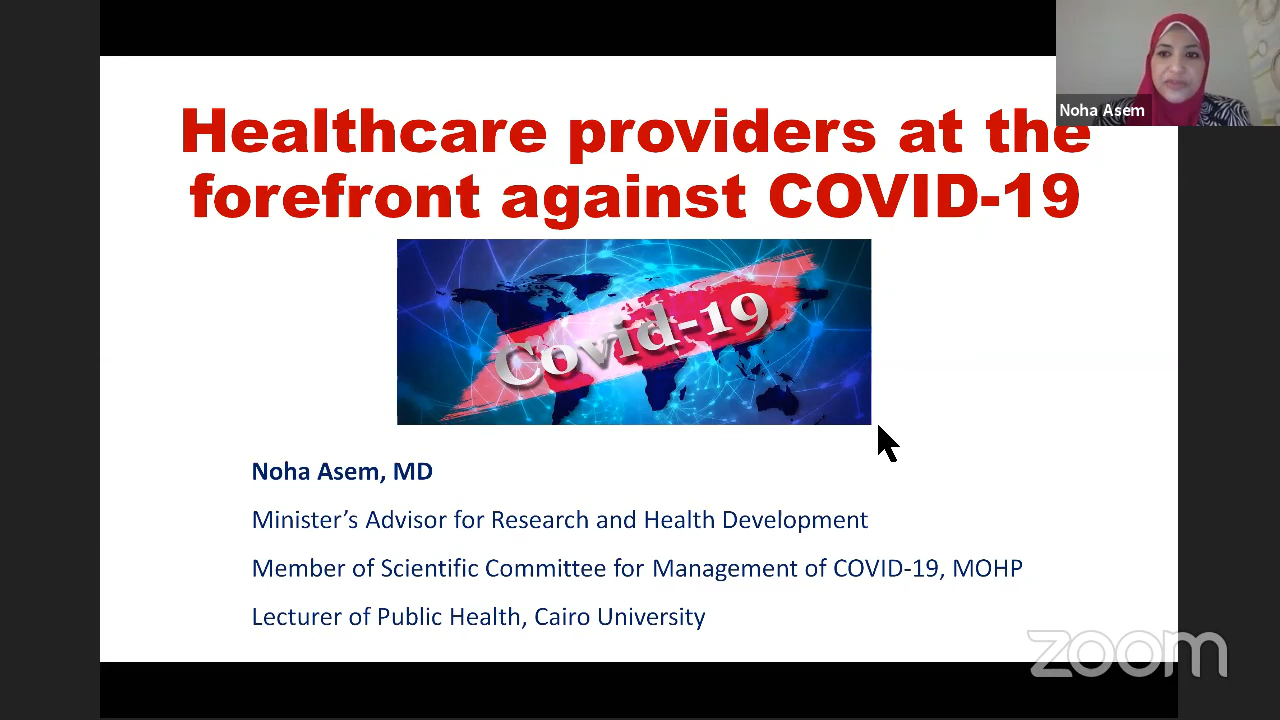 Noha Asem
Healthcare providers at the
forefront against COVID-19
Covid-19
Noha Asem, MD
Minister’s Advisor for Research and Health Development
Member of Scientific Committee for Management of COVID-19, MOHP
Lecturer of Public Health, Cairo University
zoom